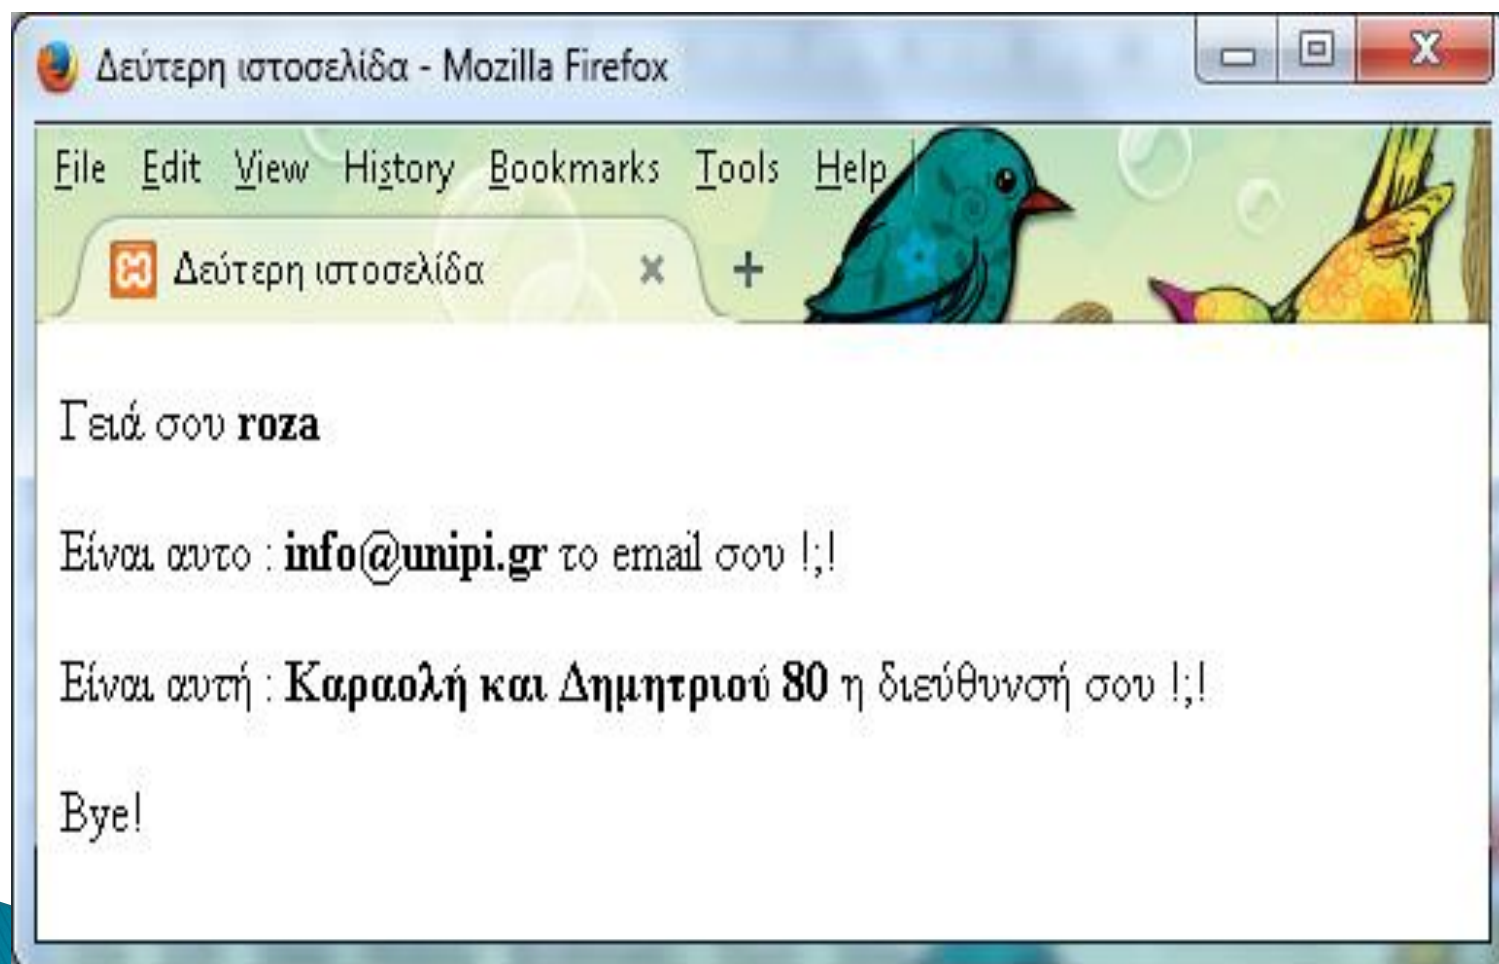 Δεύτερη ιστοσελίδα - Mozilla Firefox
File Edit View History Bookmarks Tools Help
Δεύτερη ιστοσελίδα
Γειά σου roza
Είναι αυτο : info@unipi.gr το email σου !;!
Είναι αυτή : Καραολή και Δημητριού 80 η διεύθυνσή σου !;!
Bye!